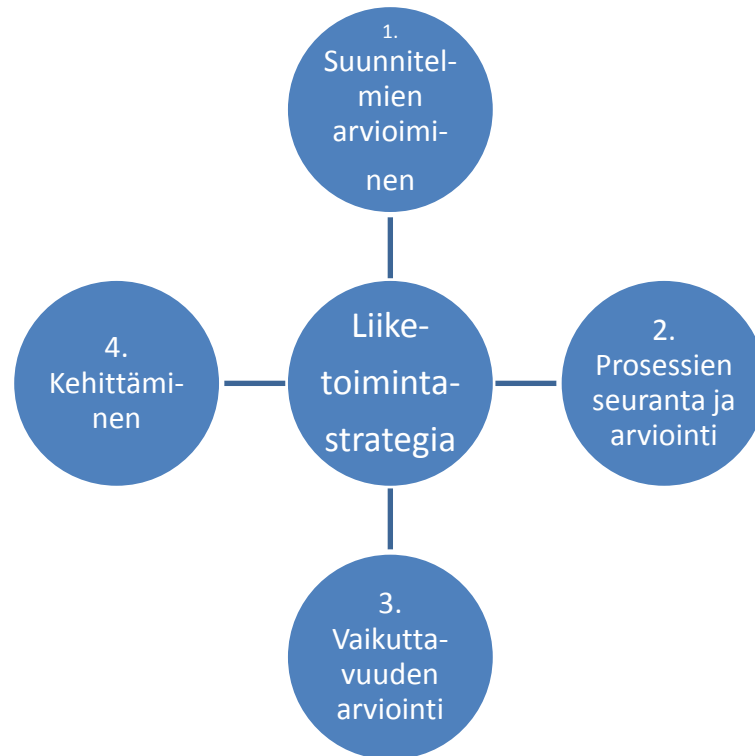 1.
Suunnitel-
mien
arvioimi-
nen
Liike-
toiminta-
strategia
2.
Prosessien
seuranta ja
arviointi
3.
Vaikutta-
vuuden
arviointi
4.
Kehittämi-
nen